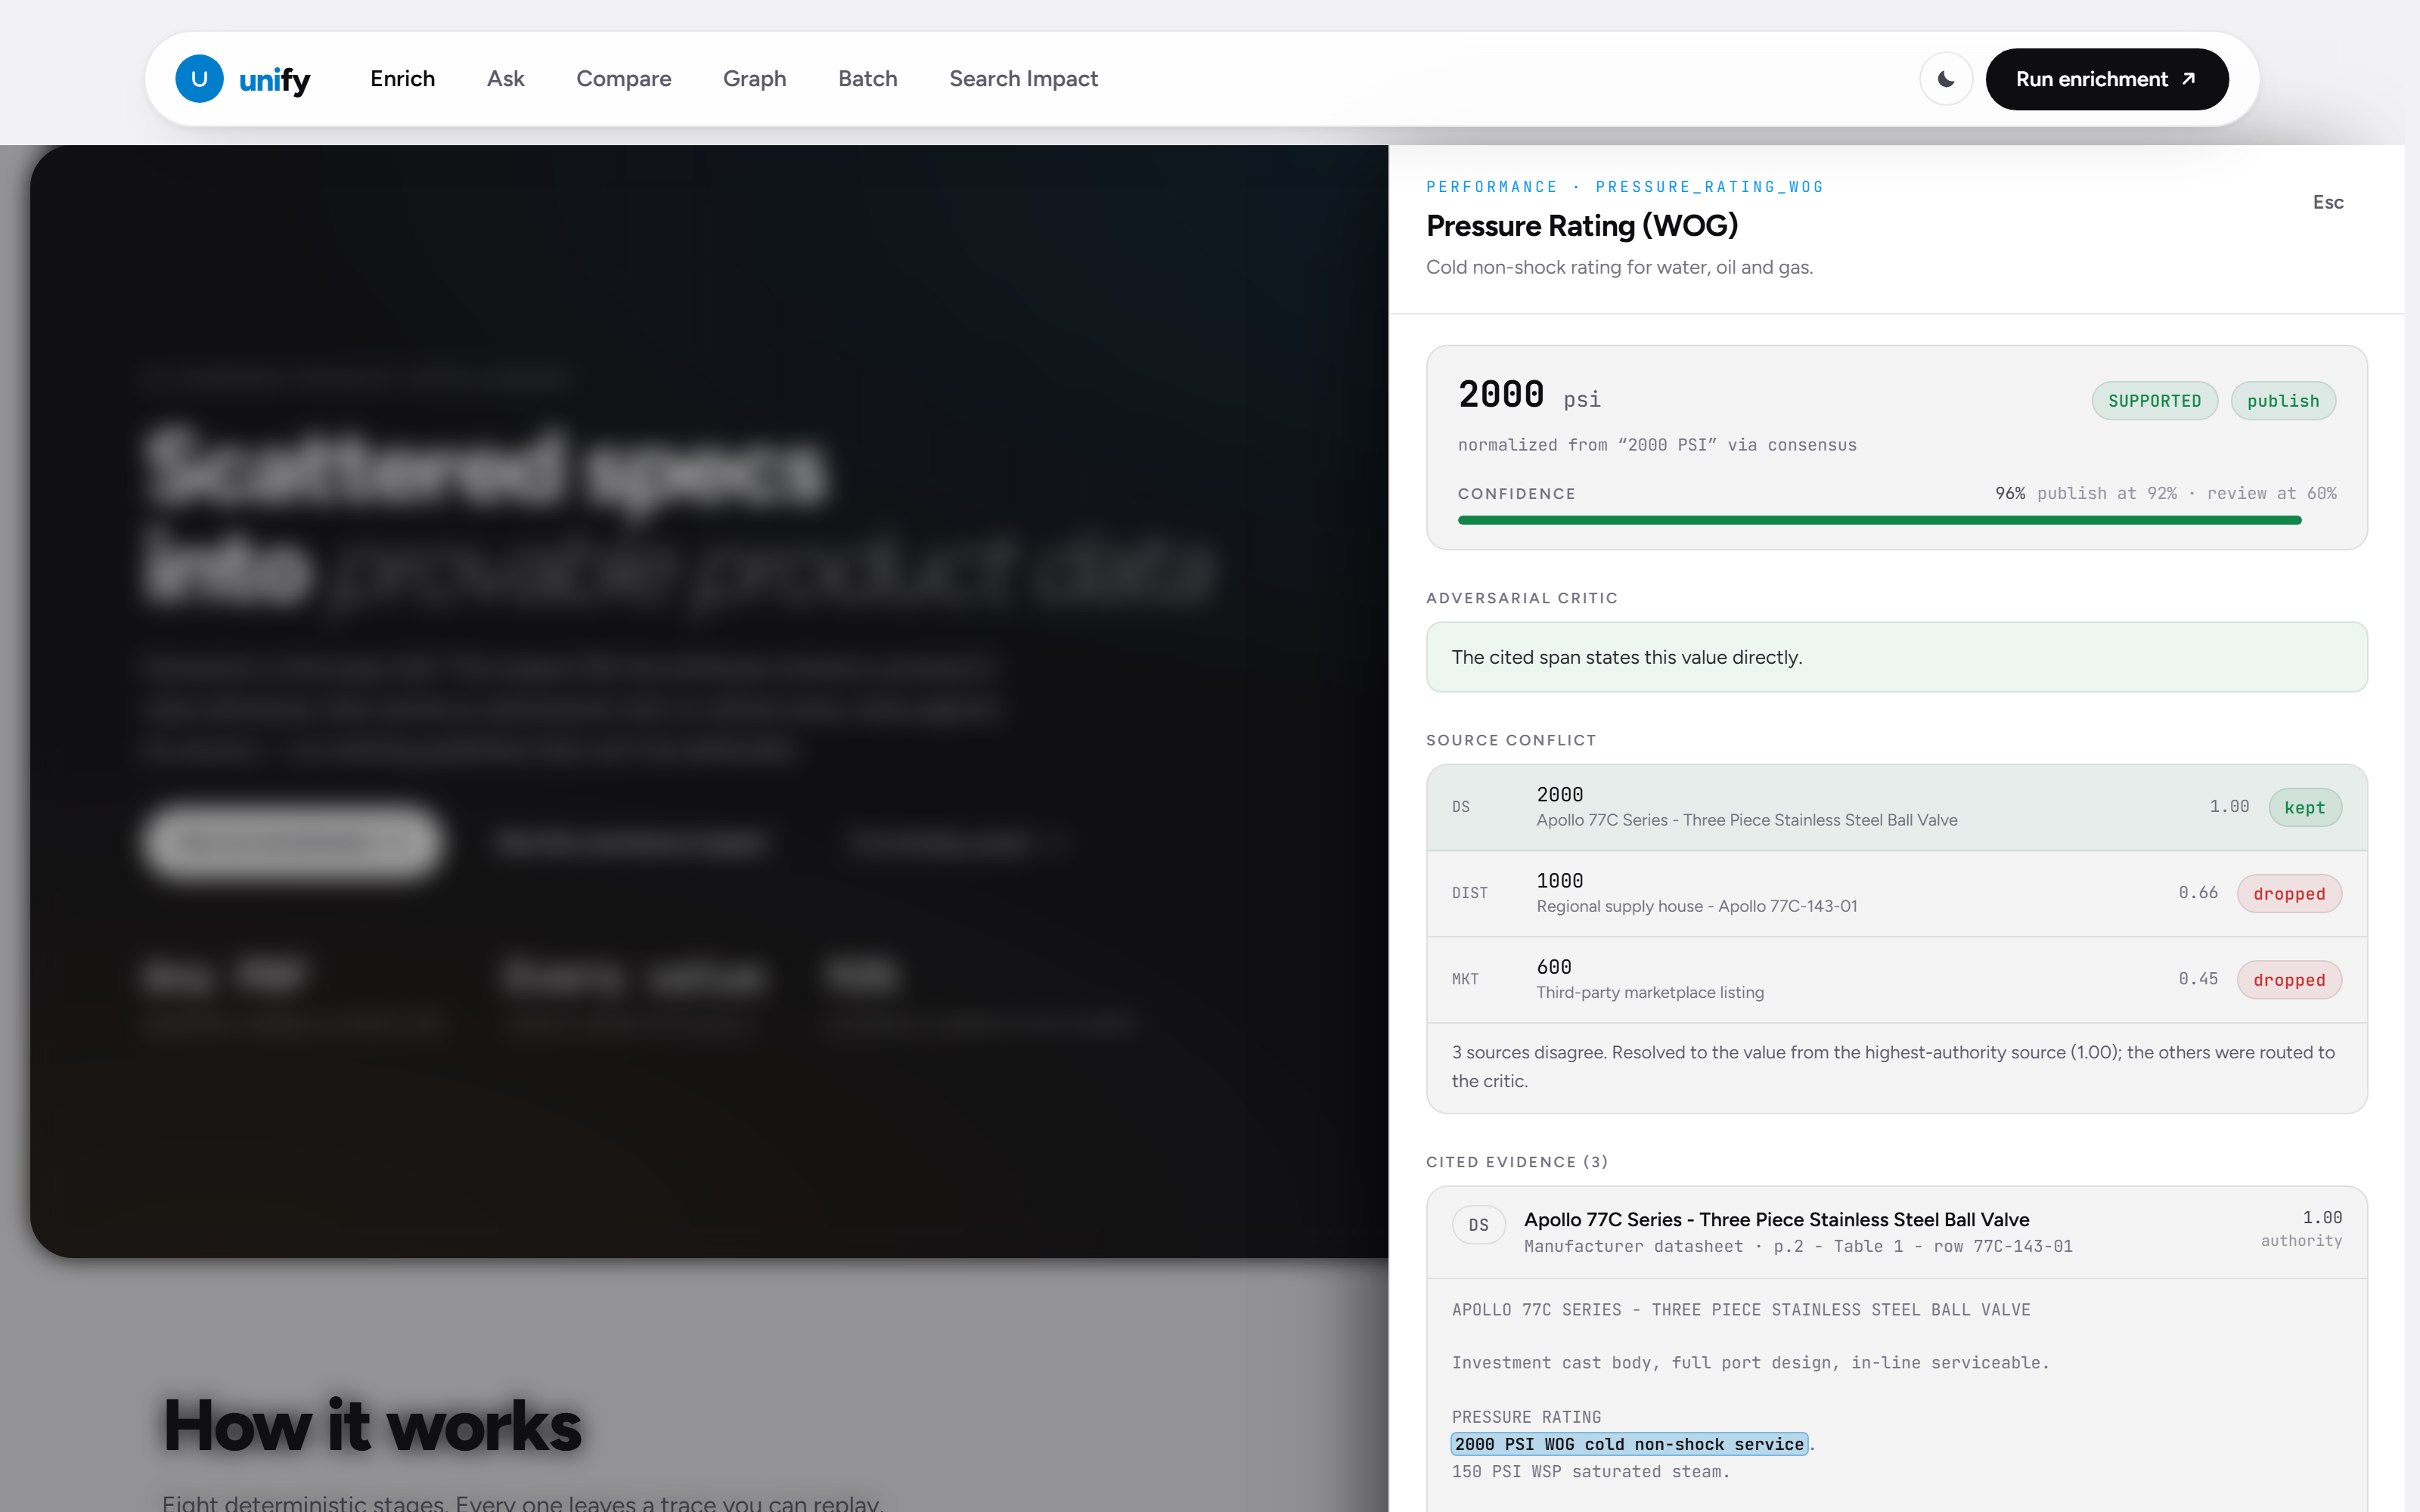 U unify Enrich Ask Compare Graph Batch Search Impact Run enrichment ↗
Scattered specs
into provable product data
How it works
Eight deterministic stages. Every one leaves a trace you can replay.
PERFORMANCE · PRESSURE_RATING_WOG
Esc
Pressure Rating (WOG)
Cold non-shock rating for water, oil and gas.
2000 psi SUPPORTED publish
normalized from “2000 PSI” via consensus
CONFIDENCE 96% publish at 92% · review at 60%
ADVERSARIAL CRITIC
The cited span states this value directly.
SOURCE CONFLICT
DS 2000 1.00 kept
Apollo 77C Series - Three Piece Stainless Steel Ball Valve
DIST 1000 0.66 dropped
Regional supply house - Apollo 77C-143-01
MKT 600 0.45 dropped
Third-party marketplace listing
3 sources disagree. Resolved to the value from the highest-authority source (1.00); the others were routed to
the critic.
CITED EVIDENCE (3)
DS Apollo 77C Series - Three Piece Stainless Steel Ball Valve 1.00
Manufacturer datasheet · p.2 - Table 1 - row 77C-143-01 authority
APOLLO 77C SERIES - THREE PIECE STAINLESS STEEL BALL VALVE
Investment cast body, full port design, in-line serviceable.
PRESSURE RATING
2000 PSI WOG cold non-shock service.
150 PSI WSP saturated steam.